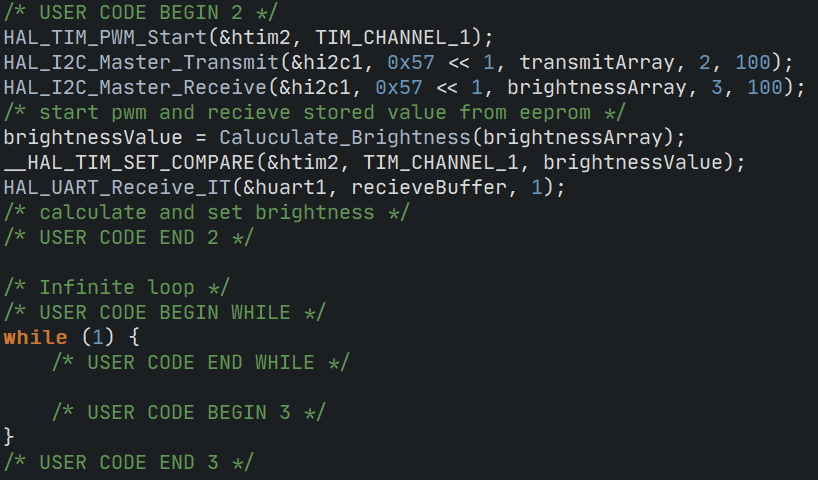 /* USER CODE BEGIN 2 */
HAL_TIM_PWM_Start(&htim2, TIM_CHANNEL_1);
HAL_I2C_Master_Transmit(&hi2c1, 0x57 << 1, transmitArray, 2, 100);
HAL_I2C_Master_Receive(&hi2c1, 0x57 << 1, brightnessArray, 3, 100);
/* start pwm and recieve stored value from eeprom */
brightnessValue = Caluculate_Brightness(brightnessArray);
__HAL_TIM_SET_COMPARE(&htim2, TIM_CHANNEL_1, brightnessValue);
HAL_UART_Receive_IT(&huart1, recieveBuffer, 1);
/* calculate and set brightness */
/* USER CODE END 2 */

/* Infinite loop */
/* USER CODE BEGIN WHILE */
while (1) {
    /* USER CODE END WHILE */

    /* USER CODE BEGIN 3 */
}
/* USER CODE END 3 */